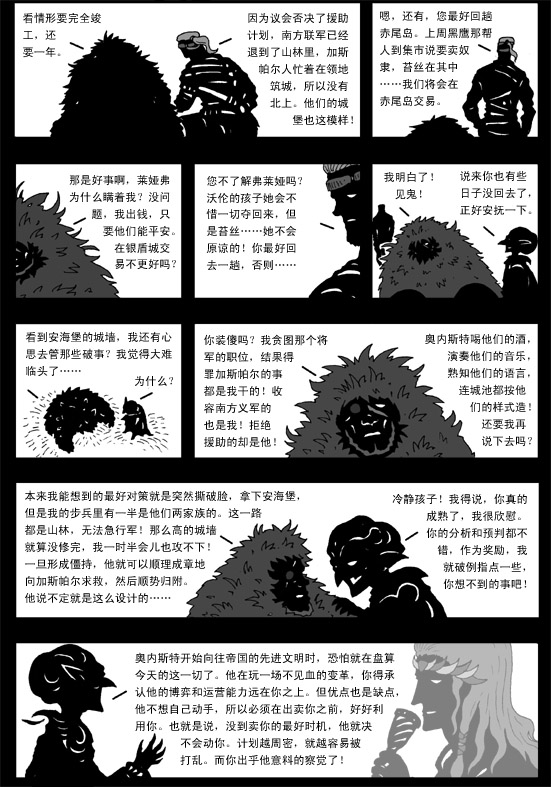 看情形要完全竣
工，还
要一年。
因为议会否决了援助
计划，南方联军已经
退到了山林里，加斯
帕尔人忙着在领地
筑城，所以没有
北上。他们的城
堡也这模样！
嗯，还有，您最好回趟
赤尾岛。上周黑鹰那帮
人到集市说要卖奴
隶，苔丝在其中
……我们将会在
赤尾岛交易。
那是好事啊，莱娅弗
为什么瞒着我？没问
题，我出钱，只
要他们能平安。
在银盾城交
易不更好吗？
您不了解弗莱娅吗？
沃伦的孩子她会不
惜一切夺回来，但
是苔丝……她不会
原谅的！你最好回
去一趟，否则……
我明白了！
见鬼！
说来你也有些
日子没回去了，
正好安抚一下。
看到安海堡的城墙，我还有心
思去管那些破事？我觉得大难
临头了……
为什么？
你装傻吗？我贪图那个将
军的职位，结果得
罪加斯帕尔的事
都是我干的！收
容南方义军的
也是我！拒绝
援助的却是他！
奥内斯特喝他们的酒，
演奏他们的音乐，
熟知他们的语言，
连城池都按他
们的样式造！
还要我再
说下去吗？
本来我能想到的最好对策就是突然撕破脸，拿下安海堡，
但是我的步兵里有一半是他们两家族的。这一路
都是山林，无法急行军！那么高的城墙
就算没修完，我一时半会儿也攻不下！
一旦形成僵持，他就可以顺理成章地
向加斯帕尔求救，然后顺势归附。
他说不定就是这么设计的……
冷静孩子！我得说，你真的
成熟了，我很欣慰。
你的分析和预判都不
错，作为奖励，我
就破例指点一些，
你想不到的事吧！
奥内斯特开始向往帝国的先进文明时，恐怕就在盘算
今天的这一切了。他在玩一场不见血的变革，你得承
认他的博弈和运营能力远在你之上。但优点也是缺点，
他不想自己动手，所以必须在出卖你之前，好好利
用你。也就是说，没到卖你的最好时机，他就决
不会动你。计划越周密，就越容易被
打乱。而你出乎他意料的察觉了！